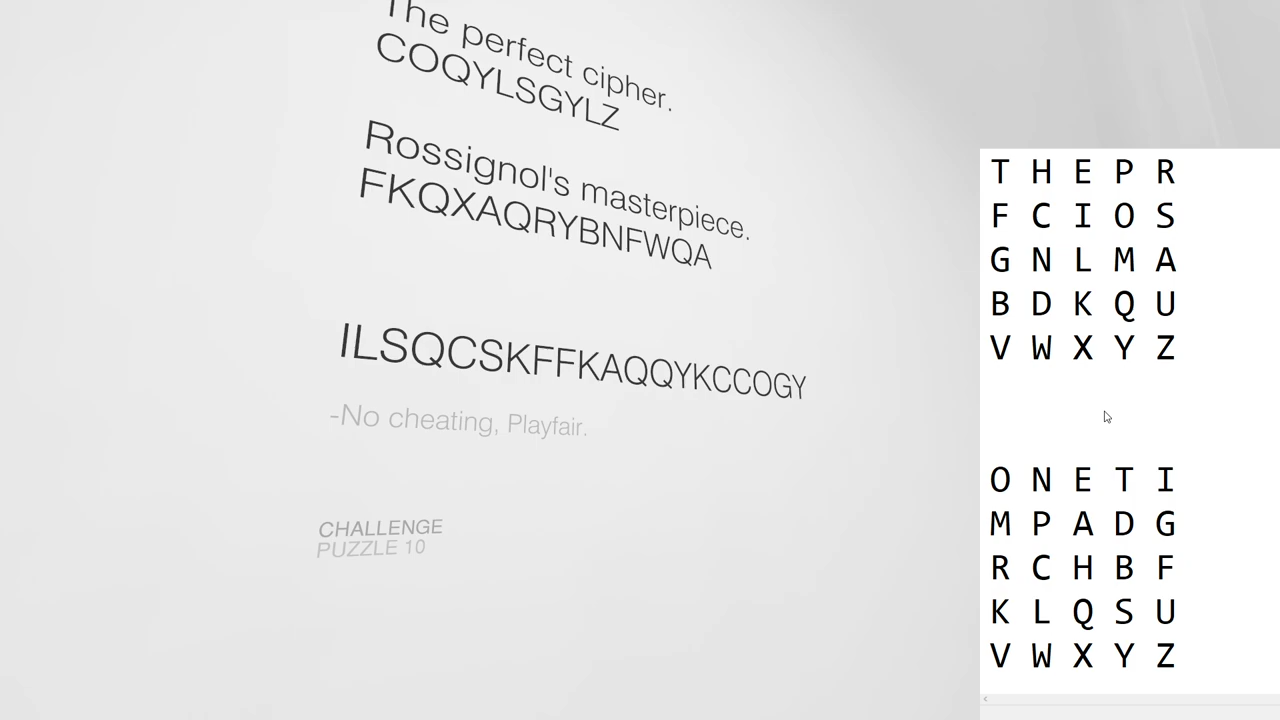 The perfect cipher.
COQYLSGYLZ
Rossignol's masterpiece.
FKQXAQRYBNFWQA
ILSQCSKFFKAQQYKCCOGY
-No cheating, Playfair.
CHALLENGE
PUZZLE 10
T H E P R
F C I O S
G N L M A
B D K Q U
V W X Y Z
O N E T I
M P A D G
R C H B F
K L Q S U
V W X Y Z